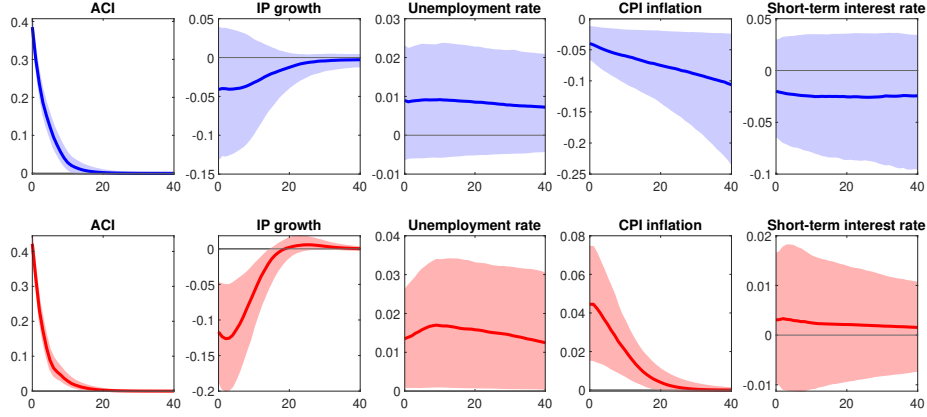 ACI IP growth Unemployment rate CPI inflation Short-term interest rate
0.4 0.05 0.03 0 0.05
0.3 0 0.02 -0.05 0
0.2 -0.05 0.01 -0.1 -0.05
0.1 -0.1 0 -0.15 -0.1
0 -0.15 -0.01 -0.2
-0.25
0 20 40 0 20 40 0 20 40 0 20 40 0 20 40
ACI IP growth Unemployment rate CPI inflation Short-term interest rate
0.4 0 0.04 0.08 0.02
0.3 -0.05 0.03 0.06 0.01
0.2 -0.1 0.02 0.04 0
0.1 -0.15 0.01 0.02 -0.01
0 -0.2 0 0
0 20 40 0 20 40 0 20 40 0 20 40 0 20 40